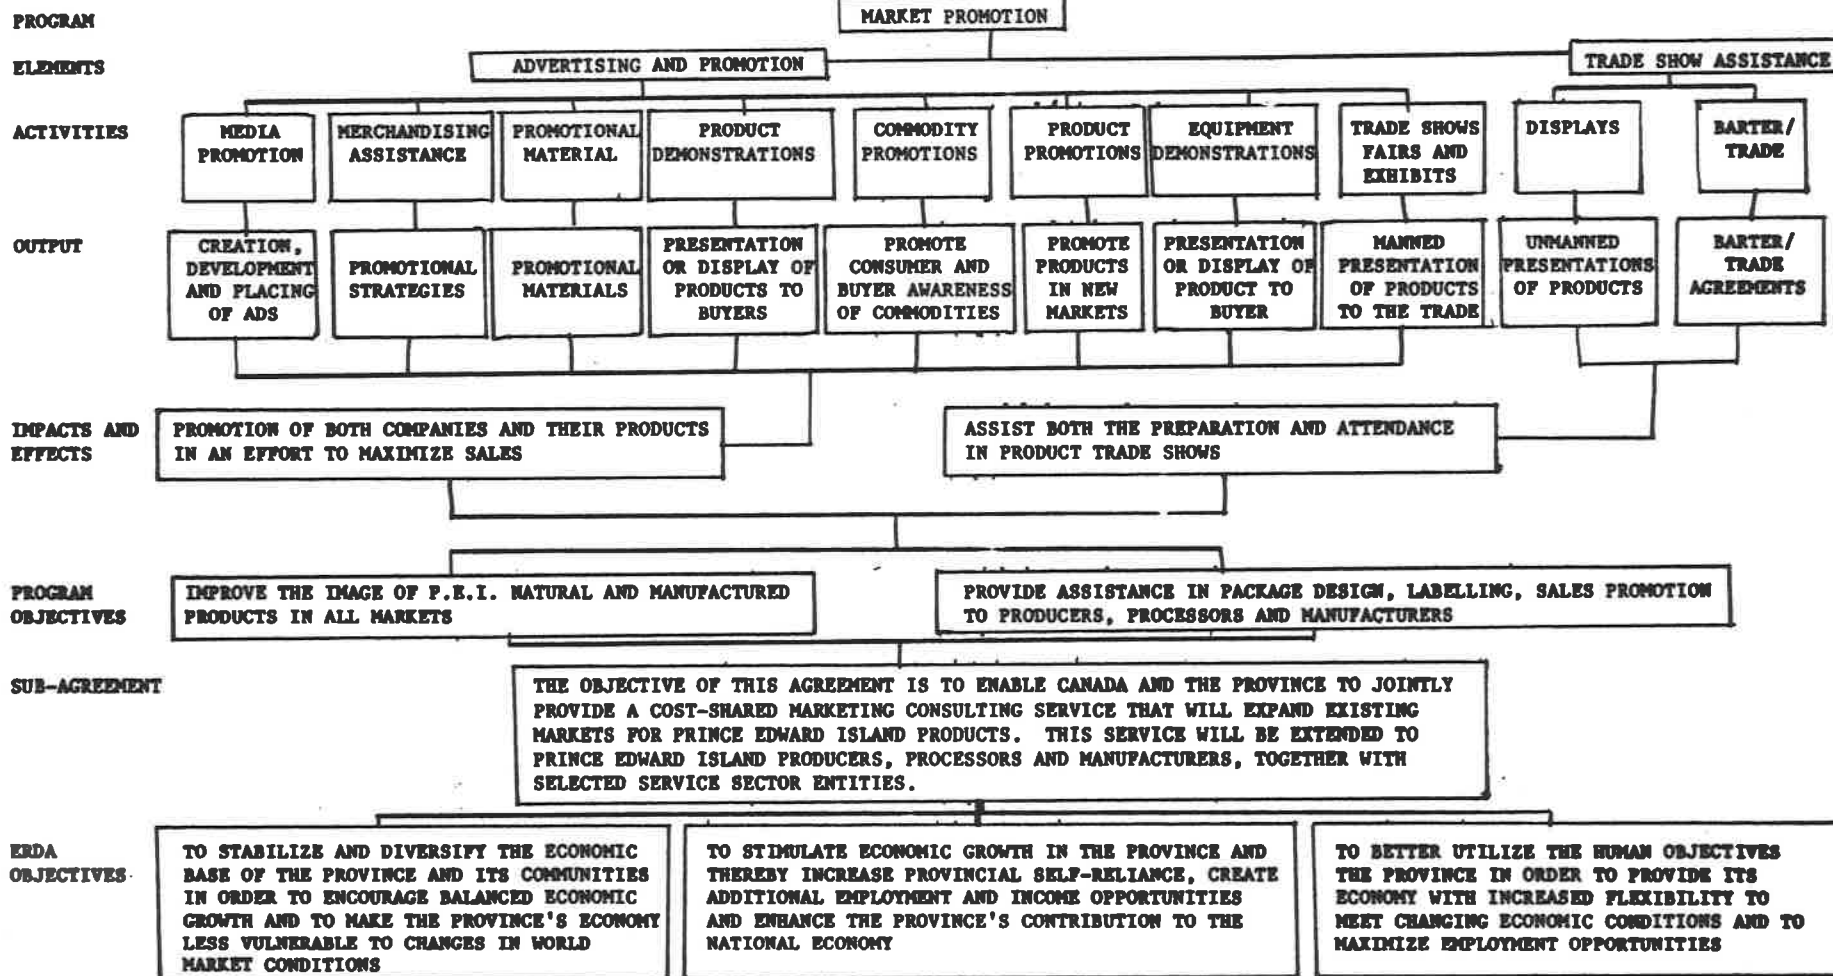 PROGRAM
MARKET PROMOTION
ELEMENTS
ADVERTISING AND PROMOTION
TRADE SHOW ASSISTANCE
ACTIVITIES
MEDIA
PROMOTION
MERCHANDISING
ASSISTANCE
PROMOTIONAL
MATERIAL
PRODUCT
DEMONSTRATIONS
COMMODITY
PROMOTIONS
PRODUCT
PROMOTIONS
EQUIPMENT
DEMONSTRATIONS
TRADE SHOWS
FAIRS AND
EXHIBITS
DISPLAYS
BARTER/
TRADE
OUTPUT
CREATION,
DEVELOPMENT
AND PLACING
OF ADS
PROMOTIONAL
STRATEGIES
PROMOTIONAL
MATERIALS
PRESENTATION
OR DISPLAY OF
PRODUCTS TO
BUYERS
PROMOTE
CONSUMER AND
BUYER AWARENESS
OF COMMODITIES
PROMOTE
PRODUCTS
IN NEW
MARKETS
PRESENTATION
OR DISPLAY OF
PRODUCT TO
BUYER
MANNED
PRESENTATION
OF PRODUCTS
TO THE TRADE
UNMANNED
PRESENTATIONS
OF PRODUCTS
BARTER/
TRADE
AGREEMENTS
IMPACTS AND
EFFECTS
PROMOTION OF BOTH COMPANIES AND THEIR PRODUCTS
IN AN EFFORT TO MAXIMIZE SALES
ASSIST BOTH THE PREPARATION AND ATTENDANCE
IN PRODUCT TRADE SHOWS
PROGRAM
OBJECTIVES
IMPROVE THE IMAGE OF P.E.I. NATURAL AND MANUFACTURED
PRODUCTS IN ALL MARKETS
PROVIDE ASSISTANCE IN PACKAGE DESIGN, LABELLING, SALES PROMOTION
TO PRODUCERS, PROCESSORS AND MANUFACTURERS
SUB-AGREEMENT
THE OBJECTIVE OF THIS AGREEMENT IS TO ENABLE CANADA AND THE PROVINCE TO JOINTLY
PROVIDE A COST-SHARED MARKETING CONSULTING SERVICE THAT WILL EXPAND EXISTING
MARKETS FOR PRINCE EDWARD ISLAND PRODUCTS. THIS SERVICE WILL BE EXTENDED TO
PRINCE EDWARD ISLAND PRODUCERS, PROCESSORS AND MANUFACTURERS, TOGETHER WITH
SELECTED SERVICE SECTOR ENTITIES.
ERDA
OBJECTIVES
TO STABILIZE AND DIVERSIFY THE ECONOMIC
BASE OF THE PROVINCE AND ITS COMMUNITIES
IN ORDER TO ENCOURAGE BALANCED ECONOMIC
GROWTH AND TO MAKE THE PROVINCE'S ECONOMY
LESS VULNERABLE TO CHANGES IN WORLD
MARKET CONDITIONS
TO STIMULATE ECONOMIC GROWTH IN THE PROVINCE AND
THEREBY INCREASE PROVINCIAL SELF-RELIANCE, CREATE
ADDITIONAL EMPLOYMENT AND INCOME OPPORTUNITIES
AND ENHANCE THE PROVINCE'S CONTRIBUTION TO THE
NATIONAL ECONOMY
TO BETTER UTILIZE THE HUMAN OBJECTIVES
THE PROVINCE IN ORDER TO PROVIDE ITS
ECONOMY WITH INCREASED FLEXIBILITY TO
MEET CHANGING ECONOMIC CONDITIONS AND TO
MAXIMIZE EMPLOYMENT OPPORTUNITIES